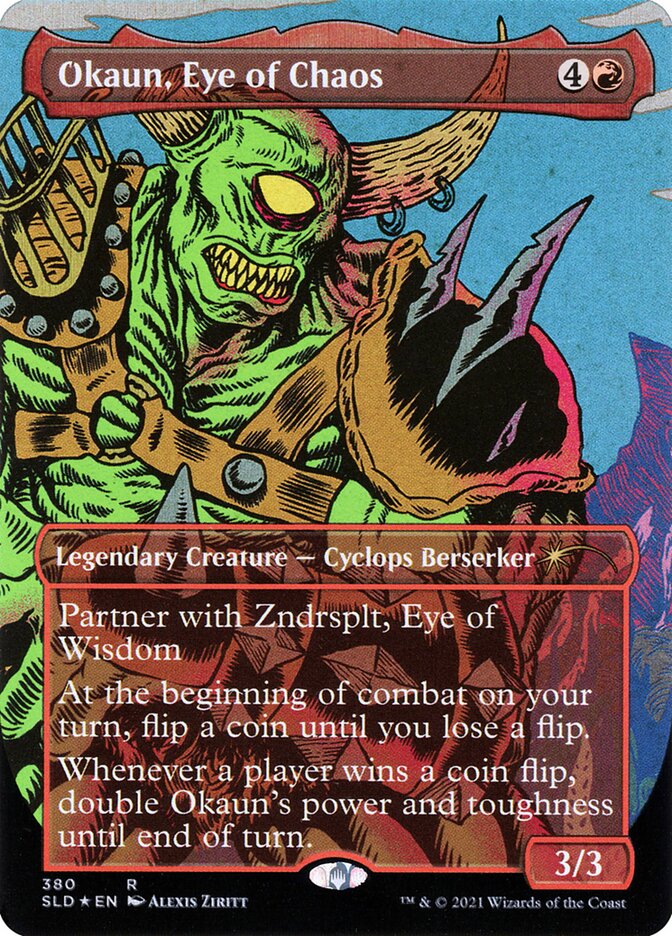 Okaun, Eye of Chaos 4
Legendary Creature — Cyclops Berserker
Partner with Zndrsplt, Eye of
Wisdom
At the beginning of combat on your
turn, flip a coin until you lose a flip.
Whenever a player wins a coin flip,
double Okaun's power and toughness
until end of turn.
3/3
380 R
SLD ★ EN ALEXIS ZIRITT
™ & © 2021 Wizards of the Coast